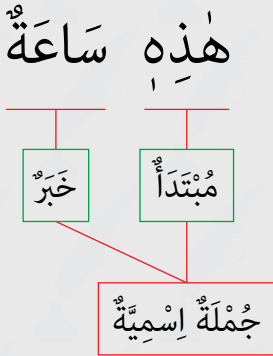 هٰذِهٖ سَاعَةٌ
مُبْتَدَأٌ خَبَرٌ
جُمْلَةٌ اِسْمِيَّةٌ